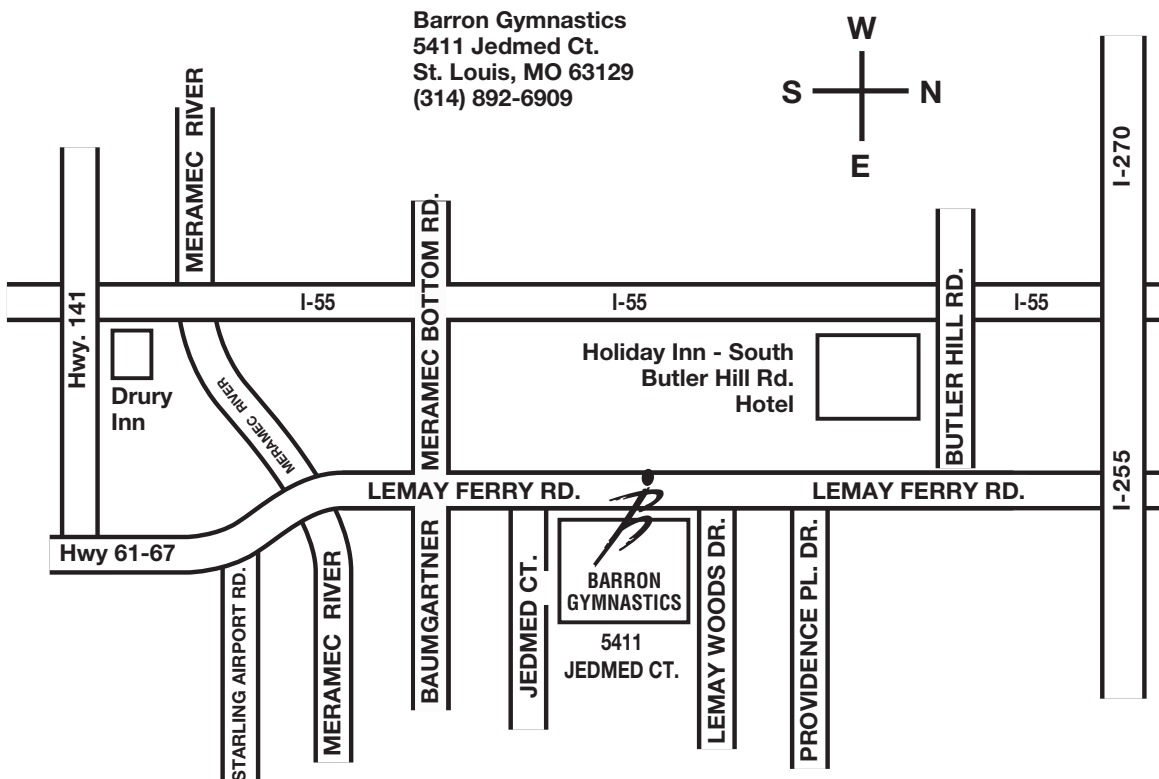 Barron Gymnastics
5411 Jedmed Ct.
St. Louis, MO 63129
(314) 892-6909
W
S
N
E
MERAMEC RIVER
I-270
Hwy. 141
I-55
MERAMEC BOTTOM RD.
I-55
BUTLER HILL RD.
I-55
Drury
Inn
MERAMEC RIVER
Holiday Inn - South
Butler Hill Rd.
Hotel
I-255
LEMAY FERRY RD.
LEMAY FERRY RD.
Hwy 61-67
STARLING AIRPORT RD.
MERAMEC RIVER
BAUMGARTNER
JEDMED CT.
BARRON
GYMNASTICS
5411
JEDMED CT.
LEMAY WOODS DR.
PROVIDENCE PL. DR.